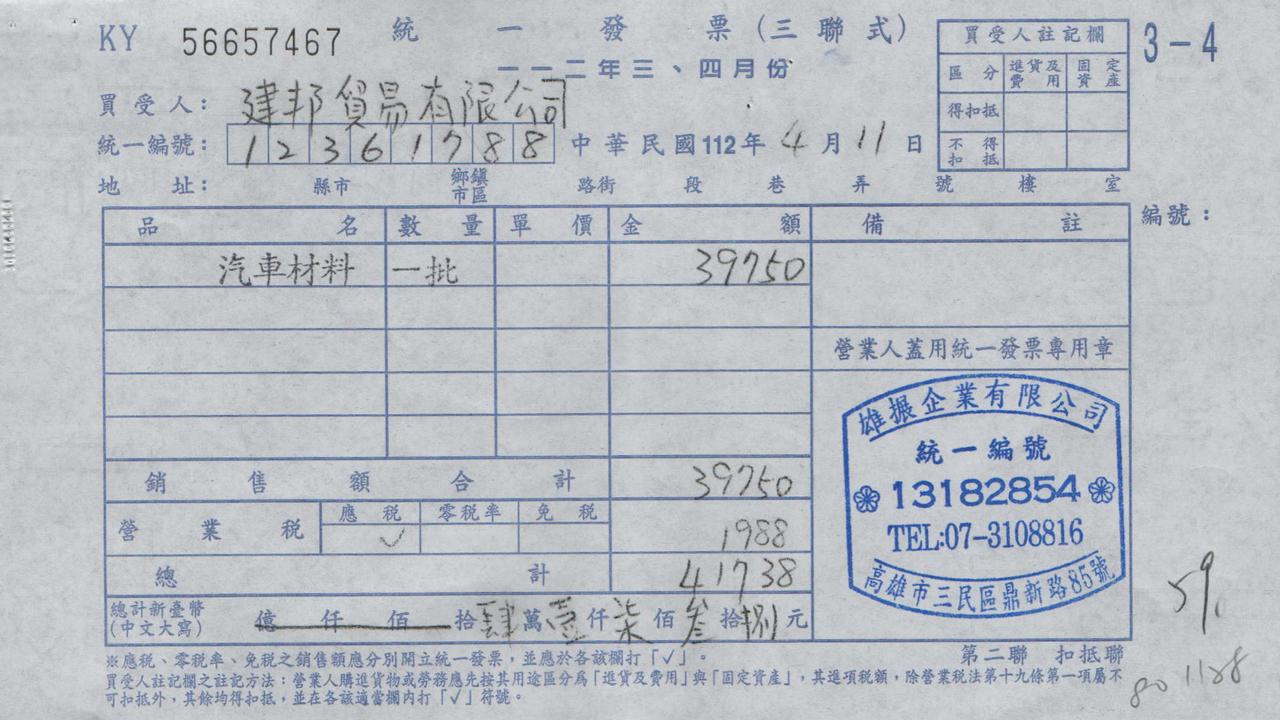 KY 56657467 統一發票(三聯式) 3-4
一一二年三、四月份
買受人註記欄
區分 進貨及費用 固定資產
得扣抵
不得扣抵
買受人: 建邦貿易有限公司
統一編號: 12361788 中華民國112年4月11日
地址: 縣市 鄉鎮市區 路街 段 巷 弄 號 樓 室
編號:
品名 數量 單價 金額 備註
汽車材料 一批 39750
營業人蓋用統一發票專用章
雄振企業有限公司
統一編號
13182854
TEL:07-3108816
高雄市三民區鼎新路85號
銷售額合計 39750
營業稅 應稅 零稅率 免稅
✓ 1988
總計 41738
總計新臺幣(中文大寫) 億仟佰拾肆萬壹仟柒佰叁拾捌元
59.
※應稅、零稅率、免稅之銷售額應分別開立統一發票,並應於各該欄打「✓」。
第二聯 扣抵聯
買受人註記欄之註記方法:營業人購進貨物或勞務應先按其用途區分為「進貨及費用」與「固定資產」,其進項稅額,除營業稅法第十九條第一項屬不
可扣抵外,其餘均得扣抵,並在各該適當欄內打「✓」符號。
80 1188